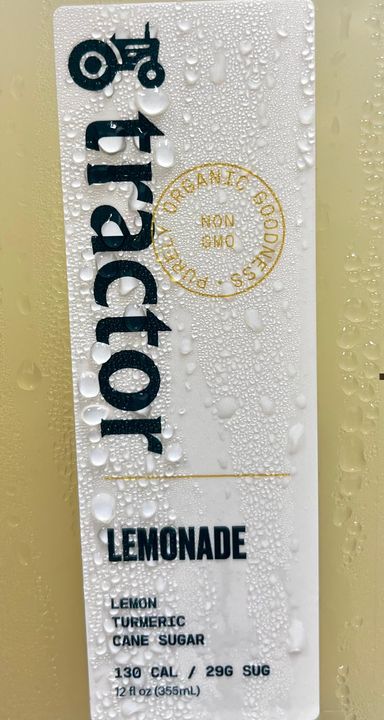 tractor
PURELY ORGANIC GOODNESS •
NON
GMO
LEMONADE
LEMON
TURMERIC
CANE SUGAR
130 CAL / 29G SUG
12 fl oz (355mL)